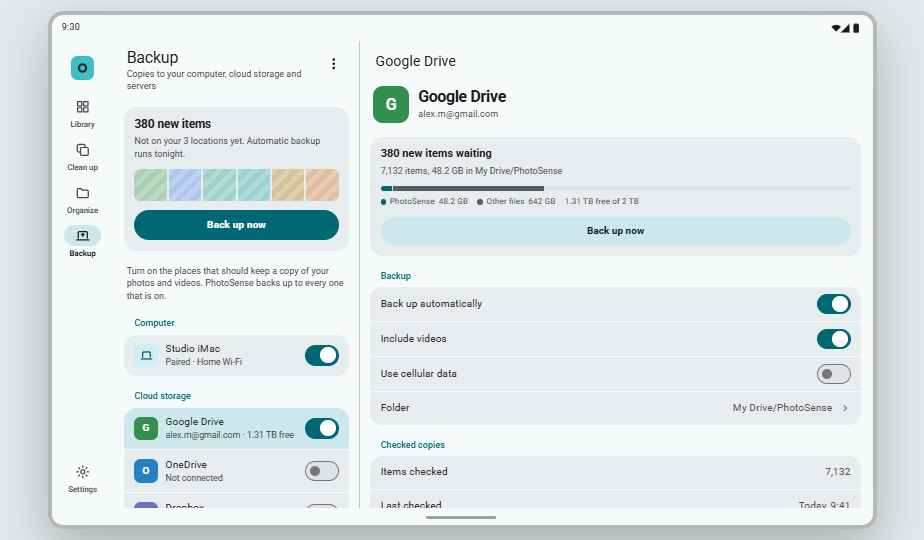 9:30
Library
Clean up
Organize
Backup
Settings
Backup
Copies to your computer, cloud storage and
servers
380 new items
Not on your 3 locations yet. Automatic backup
runs tonight.
Back up now
Turn on the places that should keep a copy of your
photos and videos. PhotoSense backs up to every one
that is on.
Computer
Studio iMac
Paired · Home Wi-Fi
Cloud storage
G
Google Drive
alex.m@gmail.com · 1.31 TB free
O
OneDrive
Not connected
Dropbox
Google Drive
G
Google Drive
alex.m@gmail.com
380 new items waiting
7,132 items, 48.2 GB in My Drive/PhotoSense
PhotoSense 48.2 GB Other files 642 GB 1.31 TB free of 2 TB
Back up now
Backup
Back up automatically
Include videos
Use cellular data
Folder My Drive/PhotoSense
Checked copies
Items checked 7,132
Last checked Today, 9:41